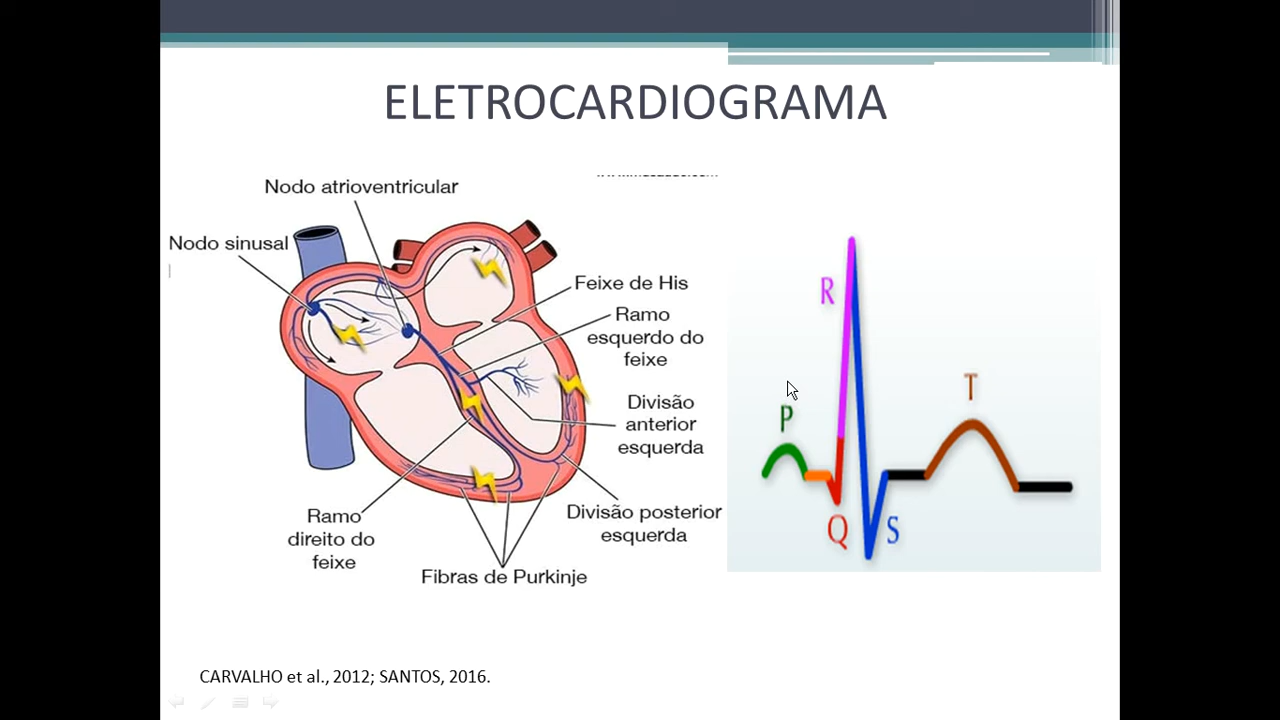 ELETROCARDIOGRAMA
Nodo atrioventricular
Nodo sinusal
Feixe de His
Ramo
esquerdo do
feixe
Divisão
anterior
esquerda
Divisão posterior
esquerda
Ramo
direito do
feixe
Fibras de Purkinje
P
Q
R
S
T
CARVALHO et al., 2012; SANTOS, 2016.